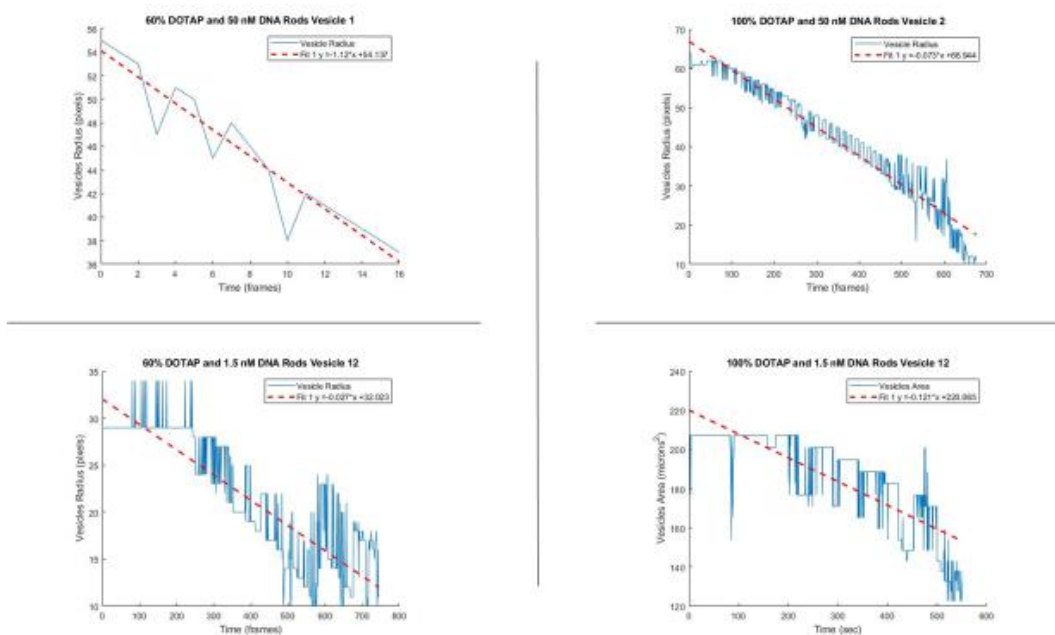 60% DOTAP and 50 nM DNA Rods Vesicle 1
Vesicle Radius
Fit 1 y =-1.12*x +54.137
Vesicles Radius (pixels)
56
54
52
50
48
46
44
42
40
38
36
0 2 4 6 8 10 12 14 16
Time (frames)
100% DOTAP and 50 nM DNA Rods Vesicle 2
Vesicle Radius
Fit 1 y =-0.073*x +66.944
Vesicles Radius (pixels)
70
60
50
40
30
20
10
0 100 200 300 400 500 600 700
Time (frames)
60% DOTAP and 1.5 nM DNA Rods Vesicle 12
Vesicle Radius
Fit 1 y =-0.027*x +32.023
Vesicles Radius (pixels)
35
30
25
20
15
10
0 100 200 300 400 500 600 700 800
Time (frames)
100% DOTAP and 1.5 nM DNA Rods Vesicle 12
Vesicles Area
Fit 1 y =-0.121*x
Vesicles Area (microns²)
240
220
200
180
160
140
120
0 100 200 300 400 500 600
Time (sec)